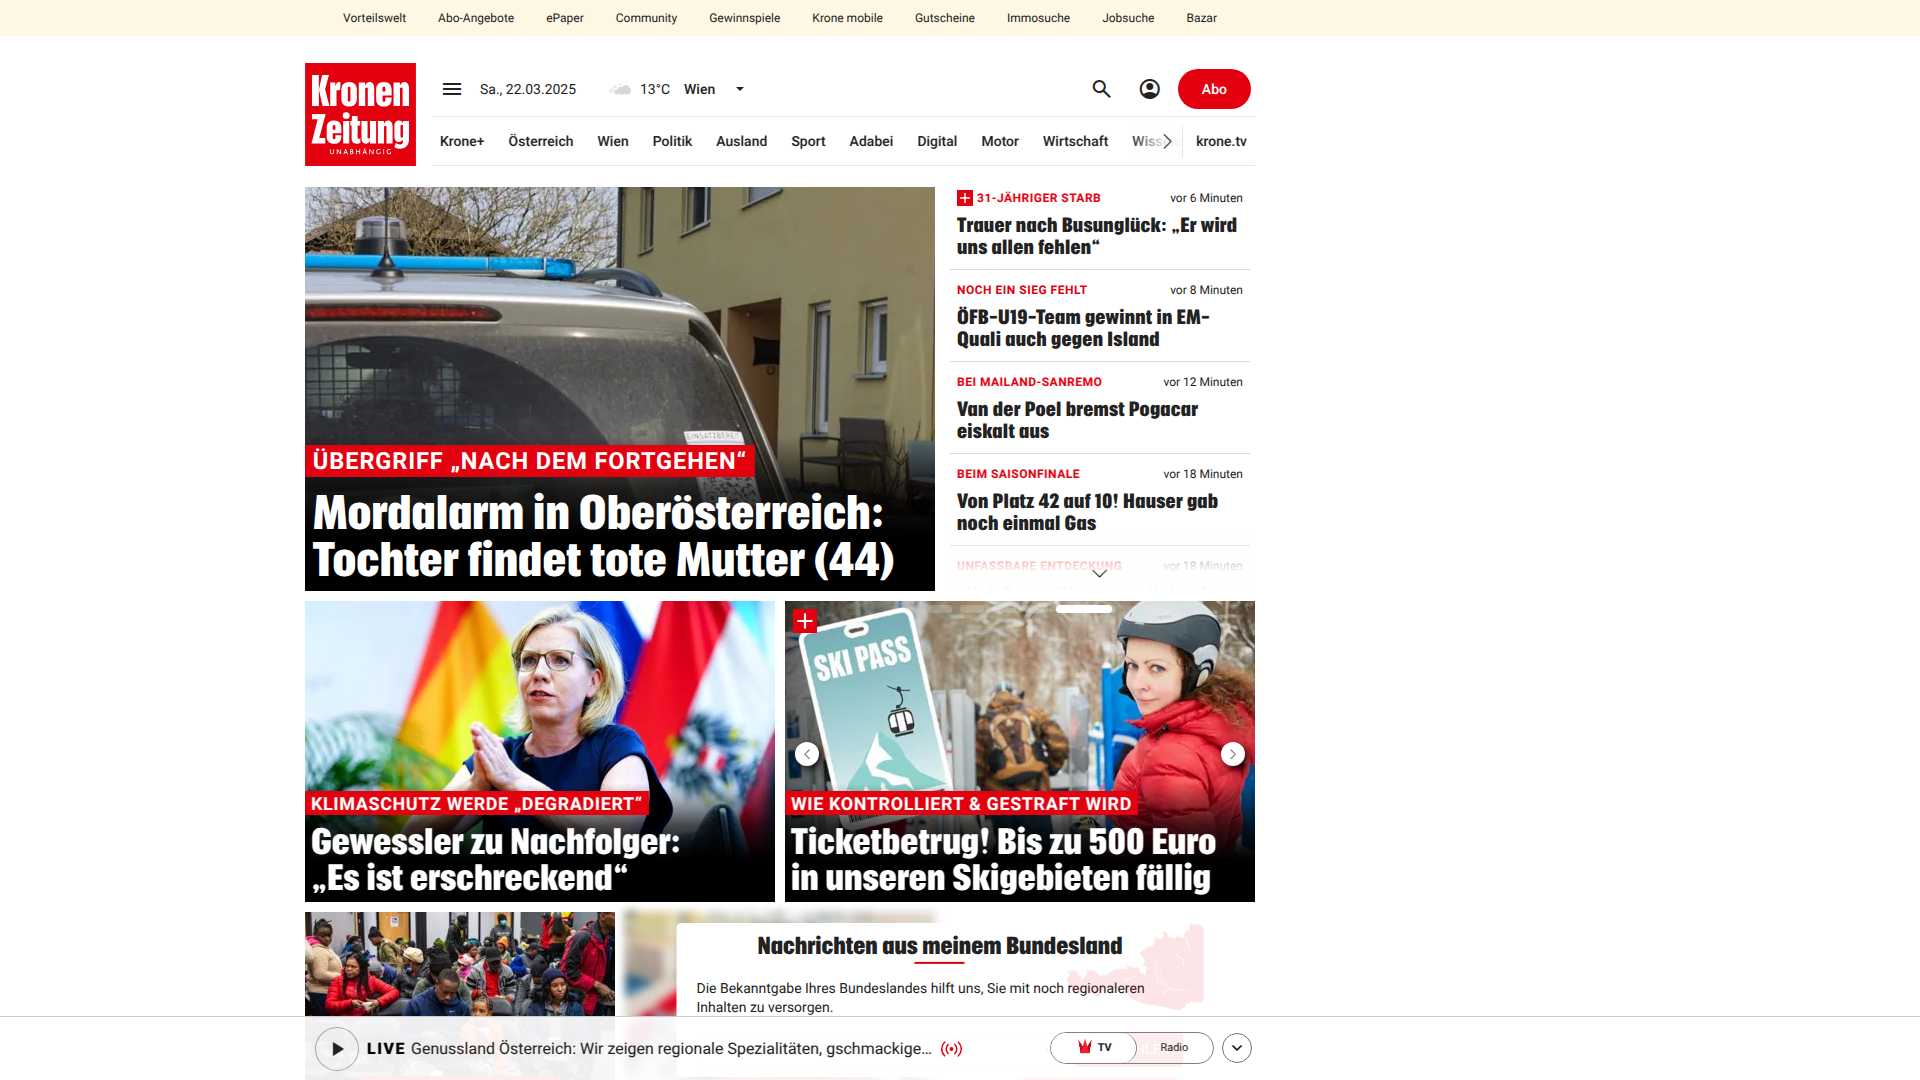 Vorteilswelt Abo-Angebote ePaper Community Gewinnspiele Krone mobile Gutscheine Immosuche Jobsuche Bazar
Kronen
Zeitung
UNABHÄNGIG
Sa., 22.03.2025 13°C Wien
Abo
Krone+ Österreich Wien Politik Ausland Sport Adabei Digital Motor Wirtschaft Wiss krone.tv
EINSATZBEREIT
ÜBERGRIFF „NACH DEM FORTGEHEN“
Mordalarm in Oberösterreich:
Tochter findet tote Mutter (44)
31-JÄHRIGER STARB vor 6 Minuten
Trauer nach Busunglück: „Er wird
uns allen fehlen“
NOCH EIN SIEG FEHLT vor 8 Minuten
ÖFB-U19-Team gewinnt in EM-
Quali auch gegen Island
BEI MAILAND-SANREMO vor 12 Minuten
Van der Poel bremst Pogacar
eiskalt aus
BEIM SAISONFINALE vor 18 Minuten
Von Platz 42 auf 10! Hauser gab
noch einmal Gas
UNFASSBARE ENTDECKUNG vor 18 Minuten
KLIMASCHUTZ WERDE „DEGRADIERT“
Gewessler zu Nachfolger:
„Es ist erschreckend“
SKI PASS
WIE KONTROLLIERT & GESTRAFT WIRD
Ticketbetrug! Bis zu 500 Euro
in unseren Skigebieten fällig
Nachrichten aus meinem Bundesland
Die Bekanntgabe Ihres Bundeslandes hilft uns, Sie mit noch regionaleren
Inhalten zu versorgen.
LIVE Genussland Österreich: Wir zeigen regionale Spezialitäten, gschmackige...
TV Radio